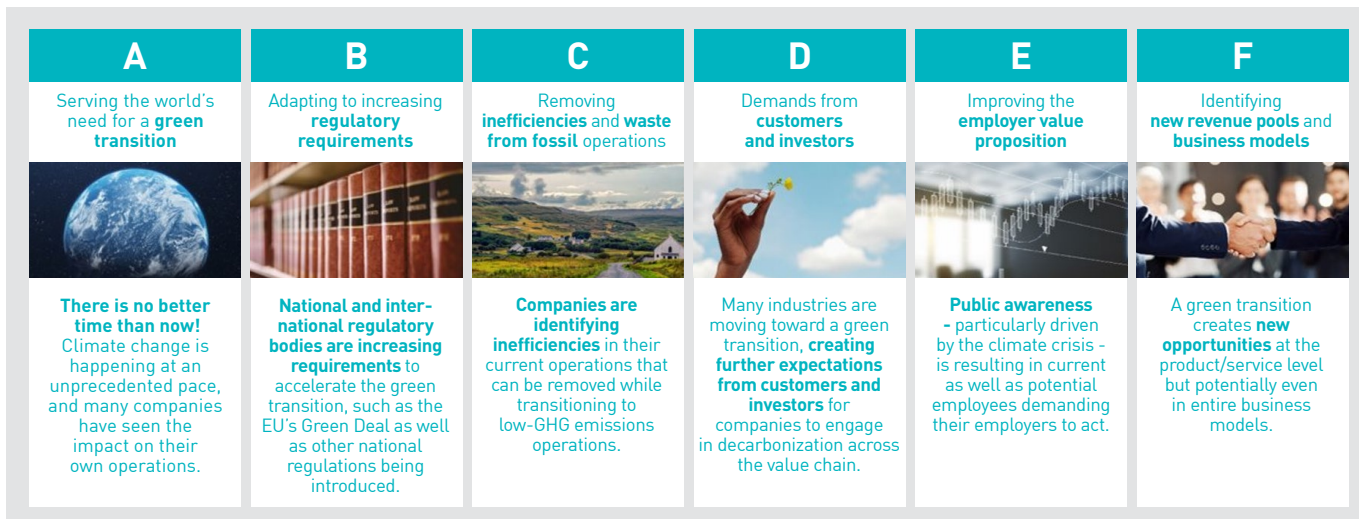 A
Serving the world's
need for a green
transition
There is no better
time than now!
Climate change is
happening at an
unprecedented pace,
and many companies
have seen the
impact on their
own operations.
B
Adapting to increasing
regulatory
requirements
National and inter-
national regulatory
bodies are increasing
requirements to
accelerate the green
transition, such as the
EU's Green Deal as well
as other national
regulations being
introduced.
C
Removing
inefficiencies and waste
from fossil operations
Companies are
identifying
inefficiencies in their
current operations that
can be removed while
transitioning to
low-GHG emissions
operations.
D
Demands from
customers
and investors
Many industries are
moving toward a green
transition, creating
further expectations
from customers and
investors for
companies to engage
in decarbonization across
the value chain.
E
Improving the
employer value
proposition
Public awareness
- particularly driven
by the climate crisis -
is resulting in current
as well as potential
employees demanding
their employers to act.
F
Identifying
new revenue pools and
business models
A green transition
creates new
opportunities at the
product/service level
but potentially even
in entire business
models.